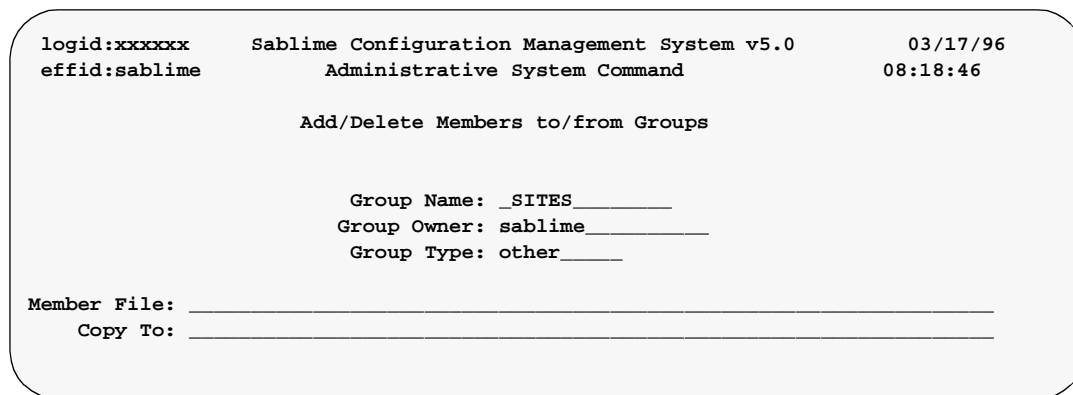 logid:xxxxxx Sablime Configuration Management System v5.0 03/17/96
effid:sablime Administrative System Command 08:18:46
Add/Delete Members to/from Groups
Group Name: _SITES________
Group Owner: sablime__________
Group Type: other_____
Member File: _________________________________________________________________
Copy To: _________________________________________________________________